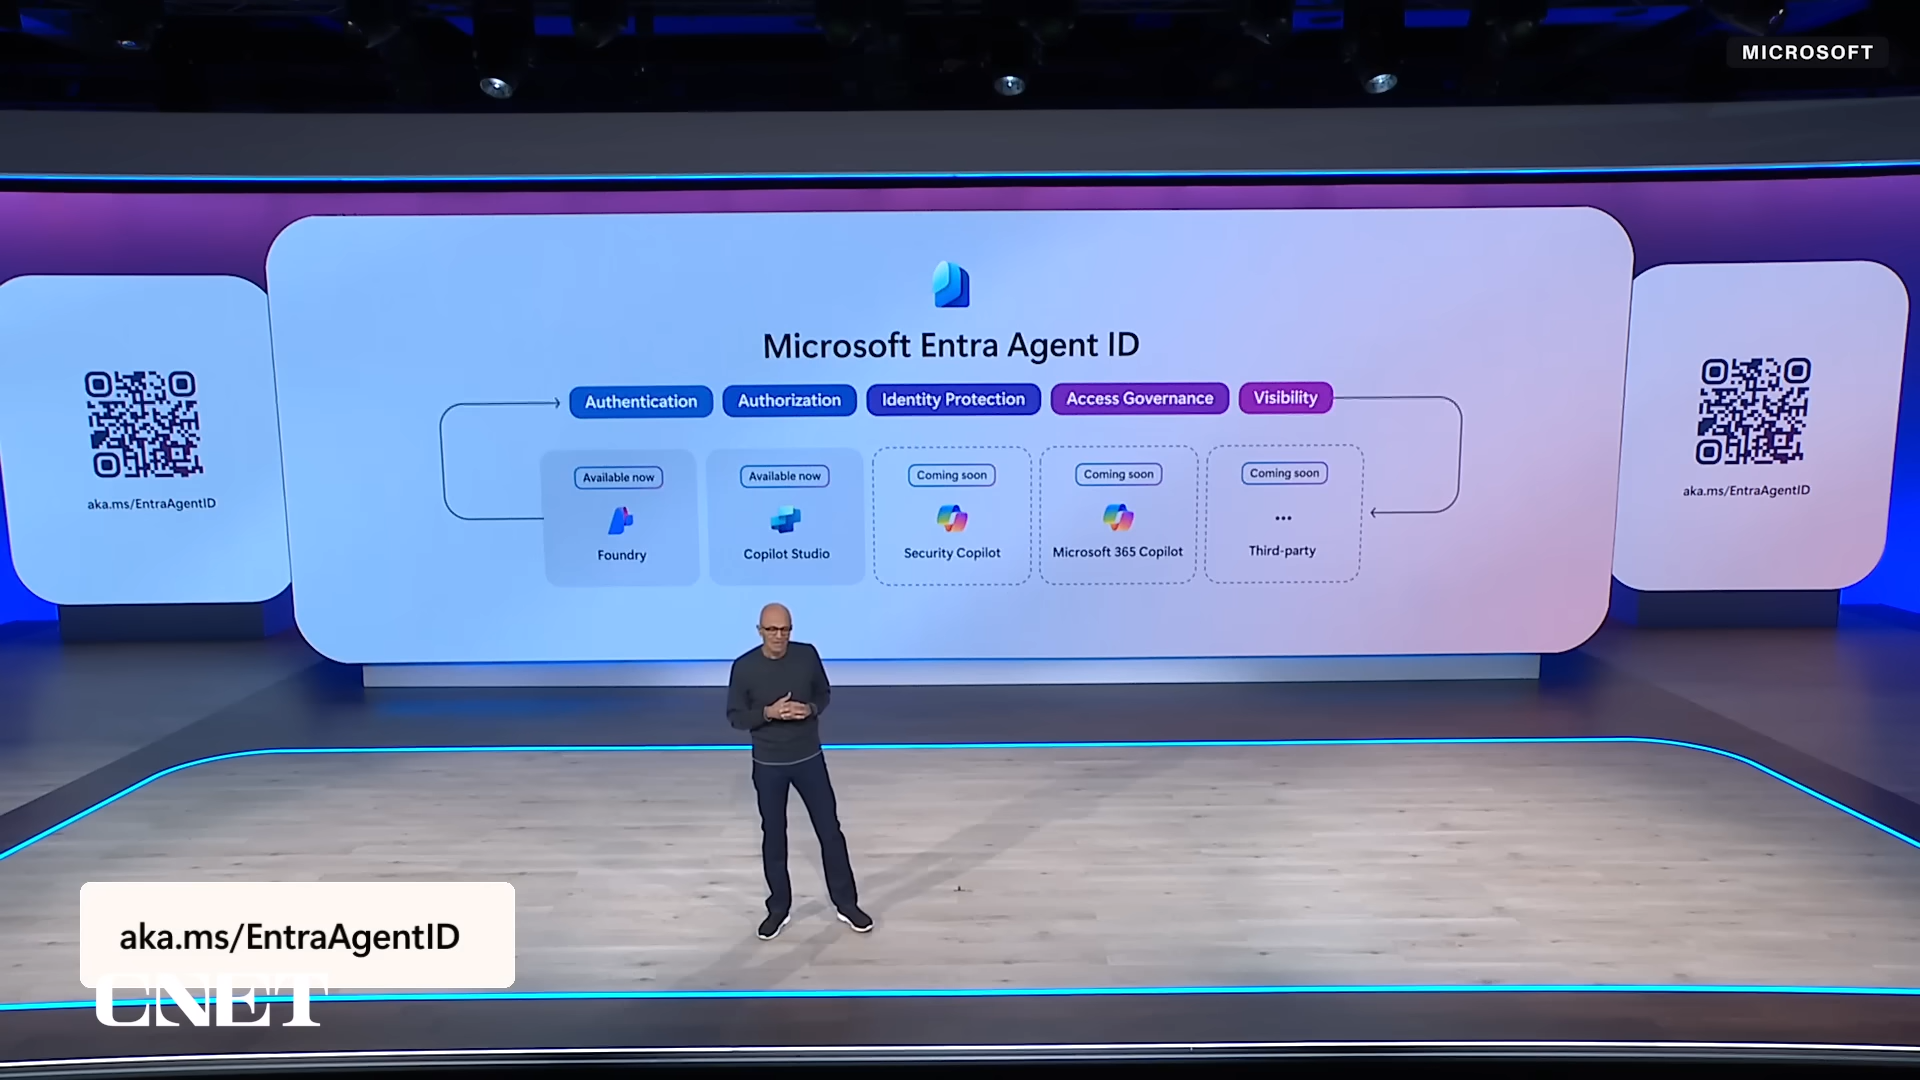 MICROSOFT
Microsoft Entra Agent ID
Authentication
Authorization
Identity Protection
Access Governance
Visibility
Available now
Foundry
Available now
Copilot Studio
Coming soon
Security Copilot
Coming soon
Microsoft 365 Copilot
Coming soon
...
Third-party
aka.ms/EntraAgentID
aka.ms/EntraAgentID
aka.ms/EntraAgentID
CNET